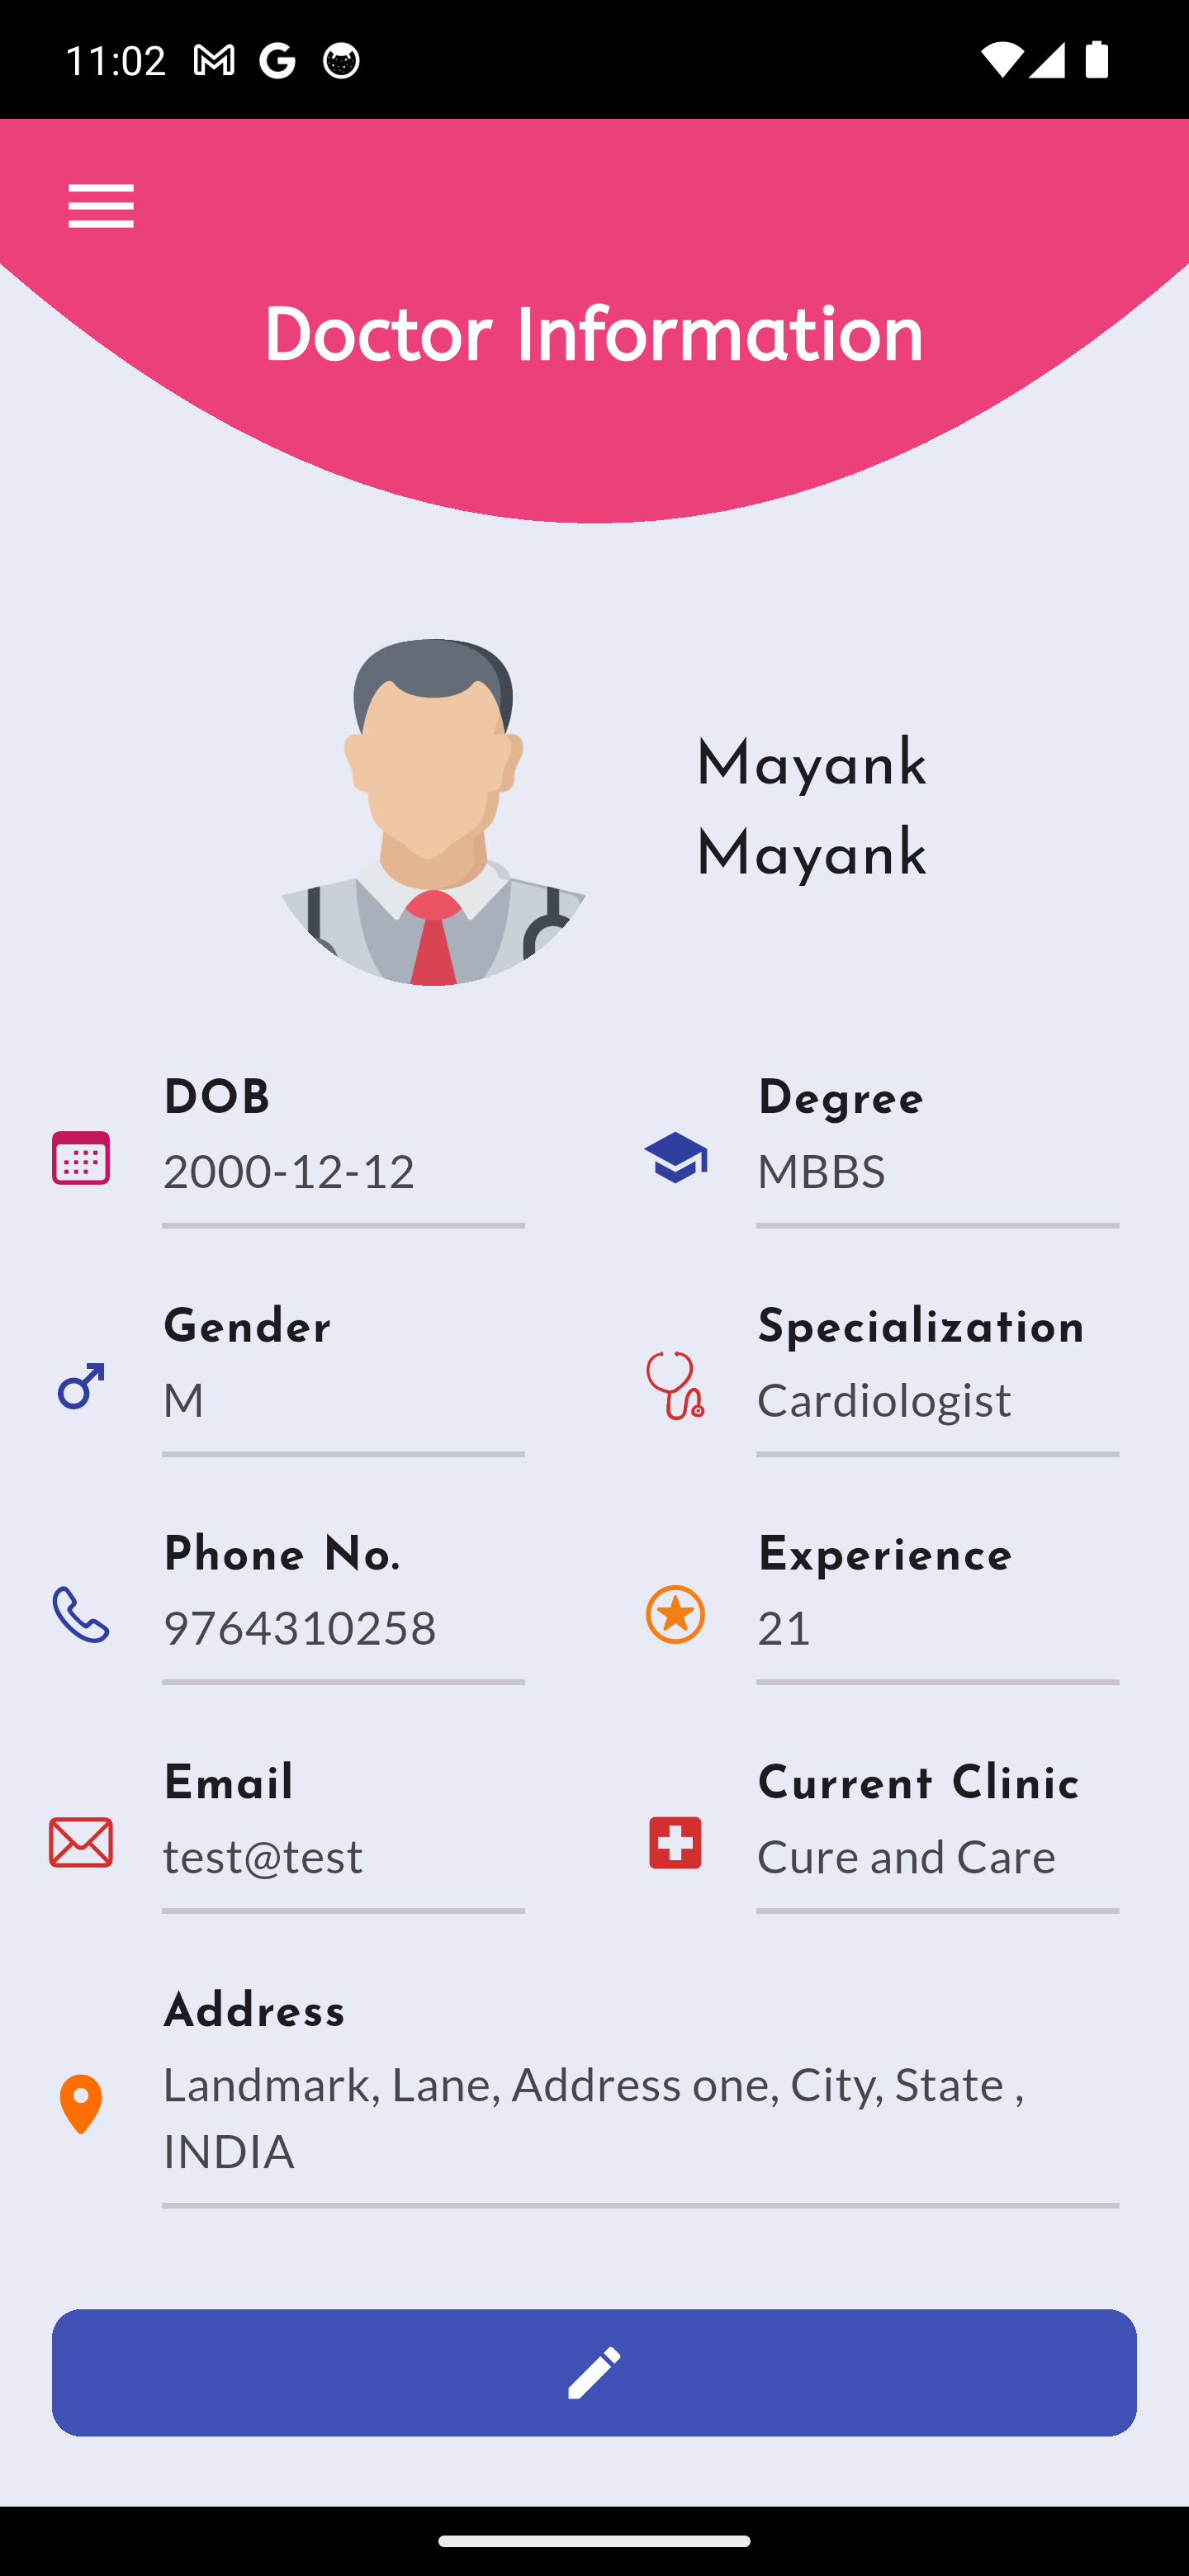 11:02
Doctor Information
Mayank
Mayank
DOB
2000-12-12
Degree
MBBS
Gender
M
Specialization
Cardiologist
Phone No.
9764310258
Experience
21
Email
test@test
Current Clinic
Cure and Care
Address
Landmark, Lane, Address one, City, State ,
INDIA